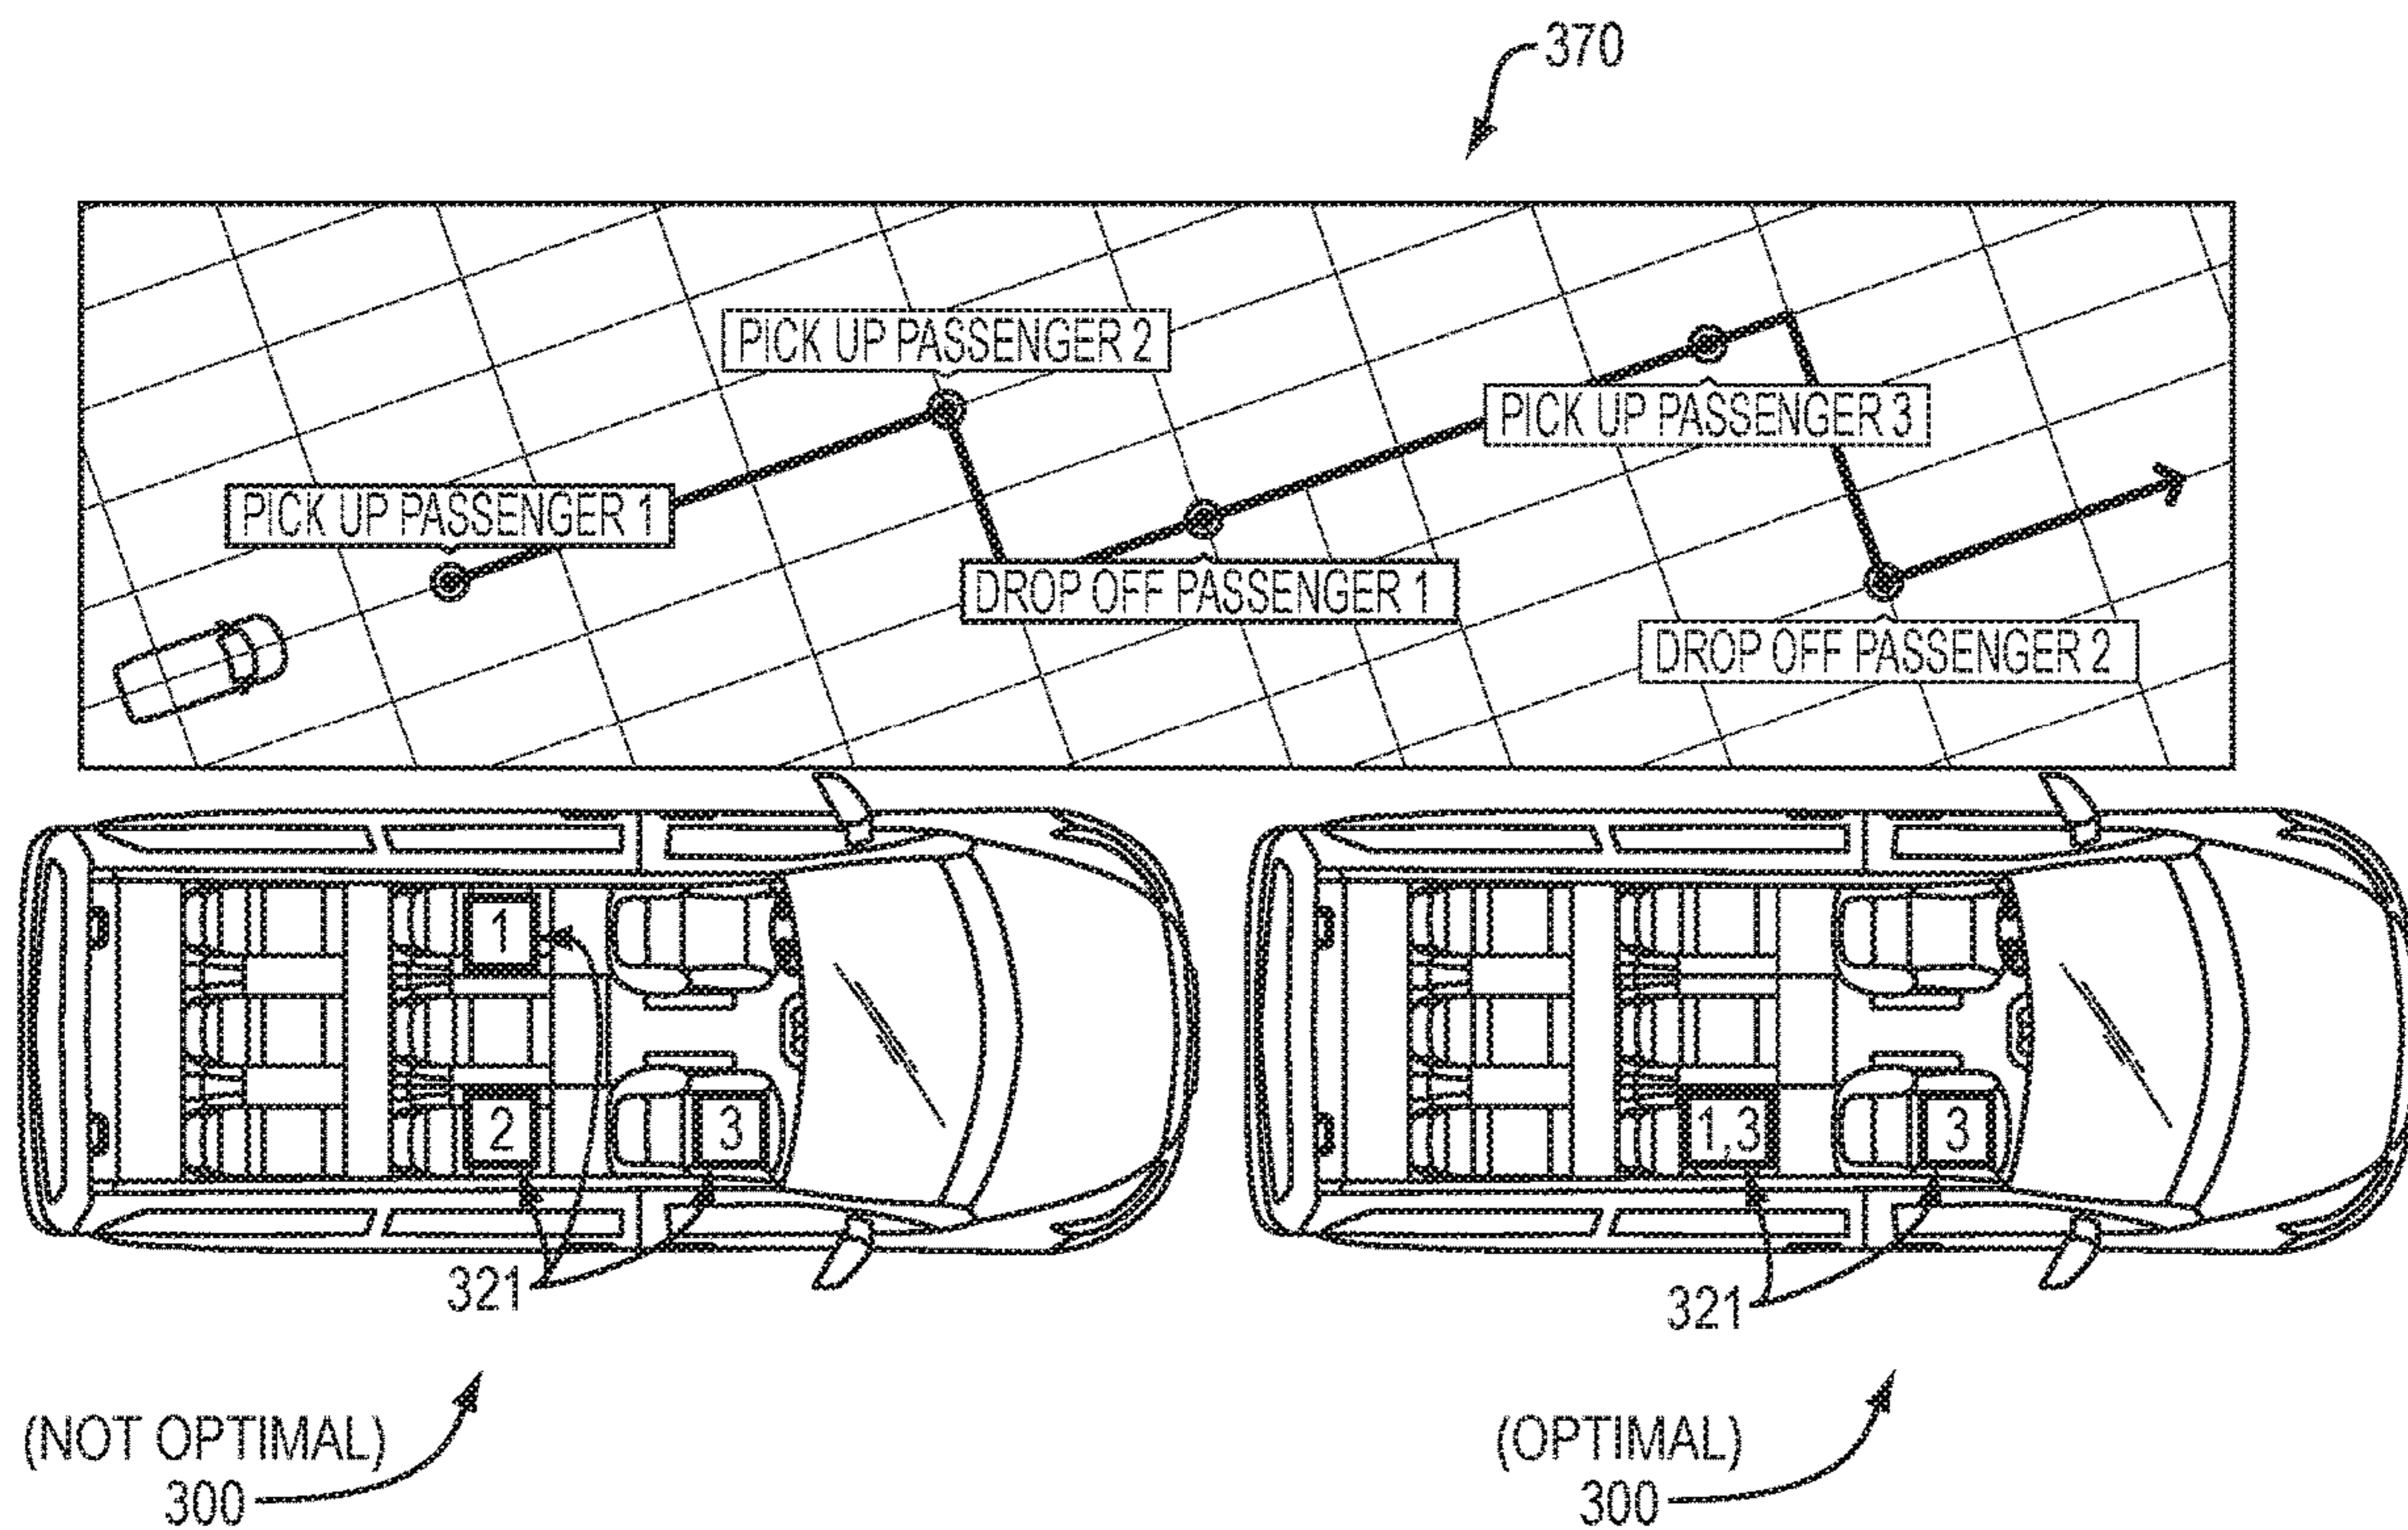 370
PICK UP PASSENGER 2
PICK UP PASSENGER 3
PICK UP PASSENGER 1
DROP OFF PASSENGER 1
DROP OFF PASSENGER 2
1
2
3
1,3
3
321
321
(NOT OPTIMAL)
300
(OPTIMAL)
300